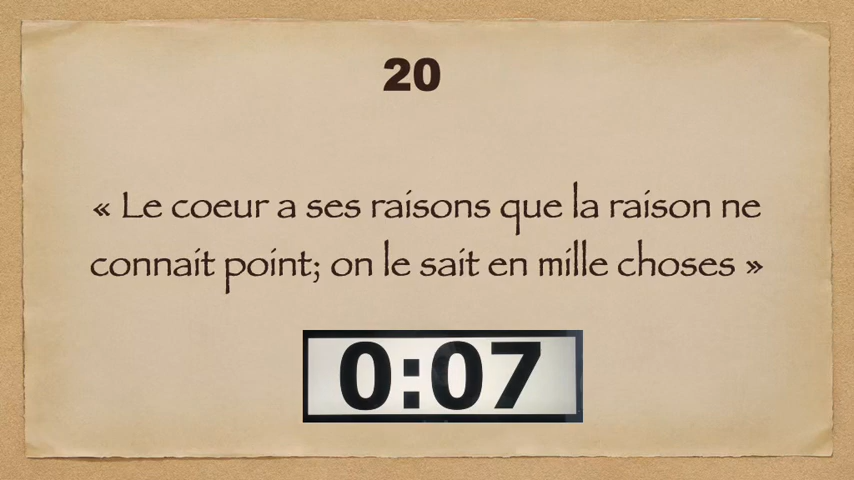 20
« Le coeur a ses raisons que la raison ne
connait point; on le sait en mille choses »
0:07